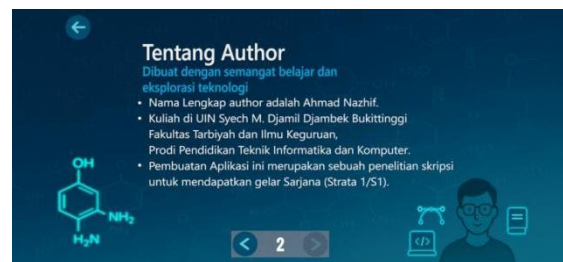 Tentang Author
Dibuat dengan semangat belajar dan
eksplorasi teknologi
• Nama Lengkap author adalah Ahmad Nazhif.
• Kuliah di UIN Syech M. Djamil Djambek Bukittinggi
Fakultas Tarbiyah dan Ilmu Keguruan,
Prodi Pendidikan Teknik Informatika dan Komputer.
• Pembuatan Aplikasi ini merupakan sebuah penelitian skripsi
untuk mendapatkan gelar Sarjana (Strata 1/S1).
OH
NH₂
H₂N
</>
< 2 >